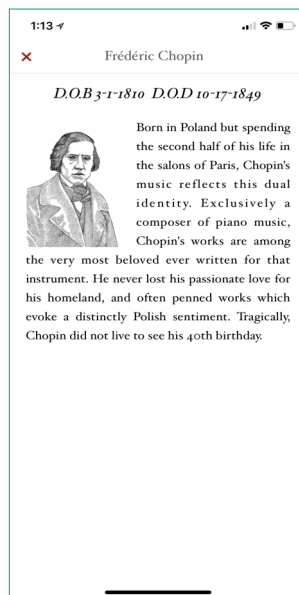 1:13
Frédéric Chopin
D.O.B 3-1-1810 D.O.D 10-17-1849
Born in Poland but spending
the second half of his life in
the salons of Paris, Chopin's
music reflects this dual
identity. Exclusively a
composer of piano music,
Chopin's works are among
the very most beloved ever written for that
instrument. He never lost his passionate love for
his homeland, and often penned works which
evoke a distinctly Polish sentiment. Tragically,
Chopin did not live to see his 40th birthday.